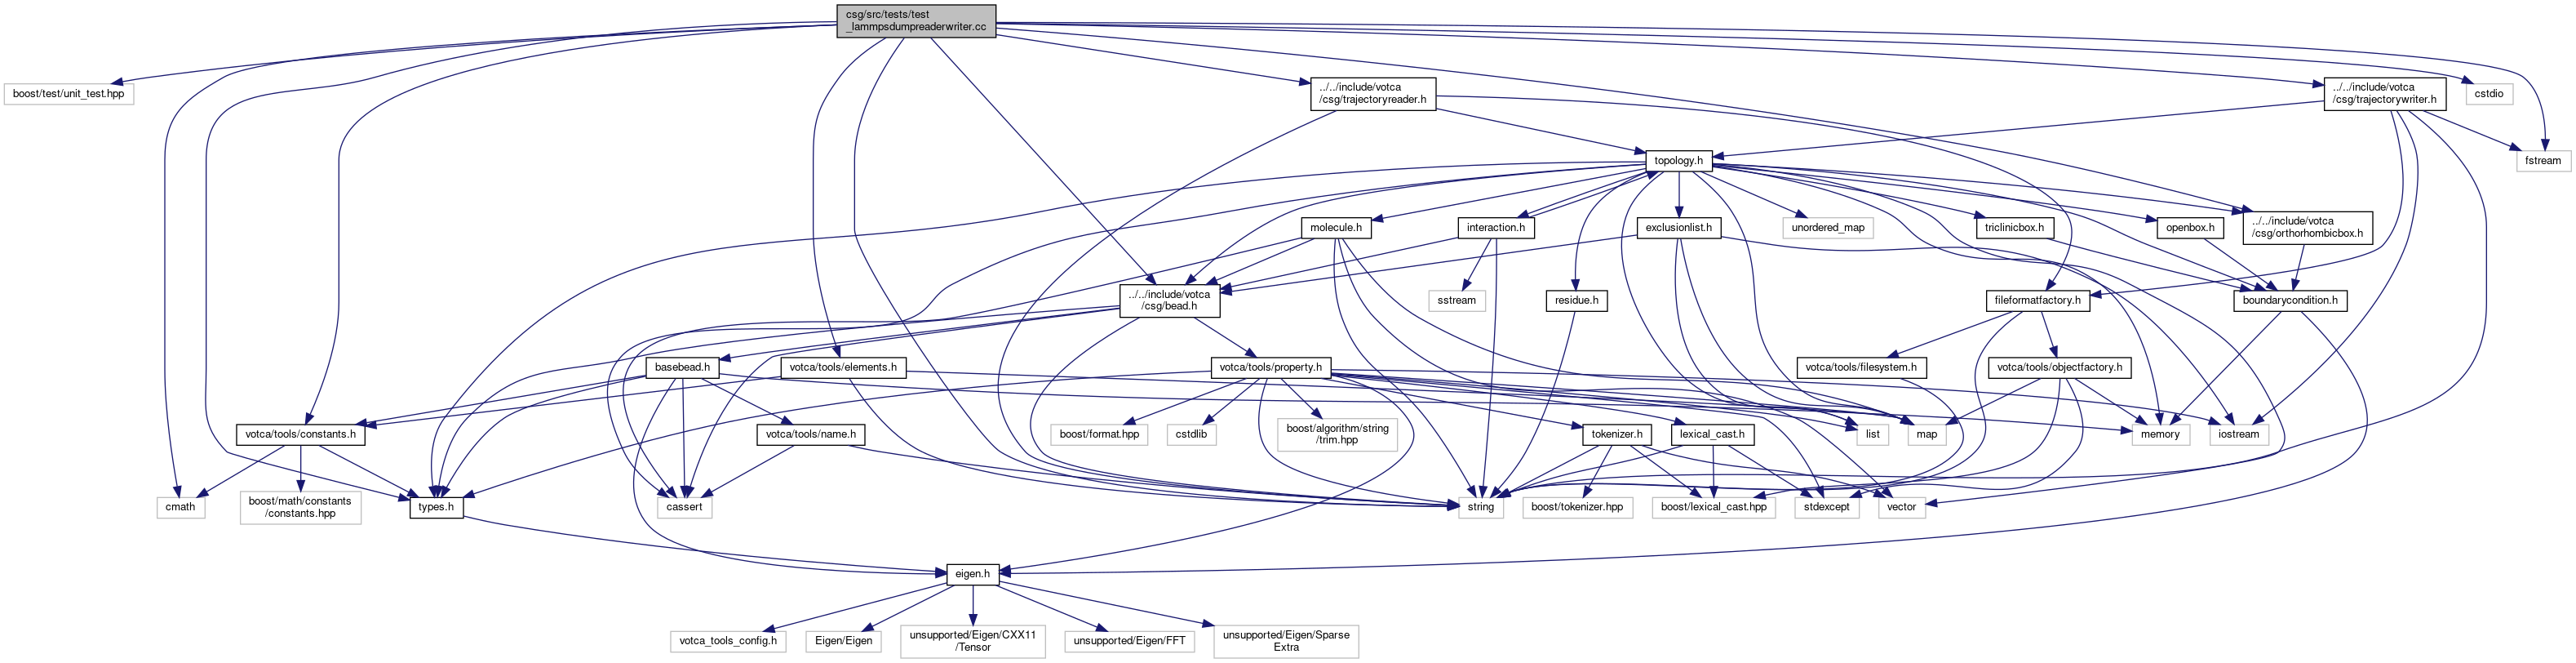 csg/src/tests/test
_lammpsdumpreaderwriter.cc
boost/test/unit_test.hpp
../../include/votca
/csg/trajectoryreader.h
../../include/votca
/csg/trajectorywriter.h
cstdio
fstream
topology.h
molecule.h
interaction.h
exclusionlist.h
unordered_map
triclinicbox.h
openbox.h
../../include/votca
/csg/orthorhombicbox.h
../../include/votca
/csg/bead.h
sstream
residue.h
fileformatfactory.h
boundarycondition.h
basebead.h
votca/tools/elements.h
votca/tools/property.h
votca/tools/filesystem.h
votca/tools/objectfactory.h
votca/tools/constants.h
votca/tools/name.h
boost/format.hpp
cstdlib
boost/algorithm/string
/trim.hpp
tokenizer.h
lexical_cast.h
list
map
memory
iostream
cmath
boost/math/constants
/constants.hpp
types.h
cassert
string
boost/tokenizer.hpp
boost/lexical_cast.hpp
stdexcept
vector
eigen.h
votca_tools_config.h
Eigen/Eigen
unsupported/Eigen/CXX11
/Tensor
unsupported/Eigen/FFT
unsupported/Eigen/Sparse
Extra